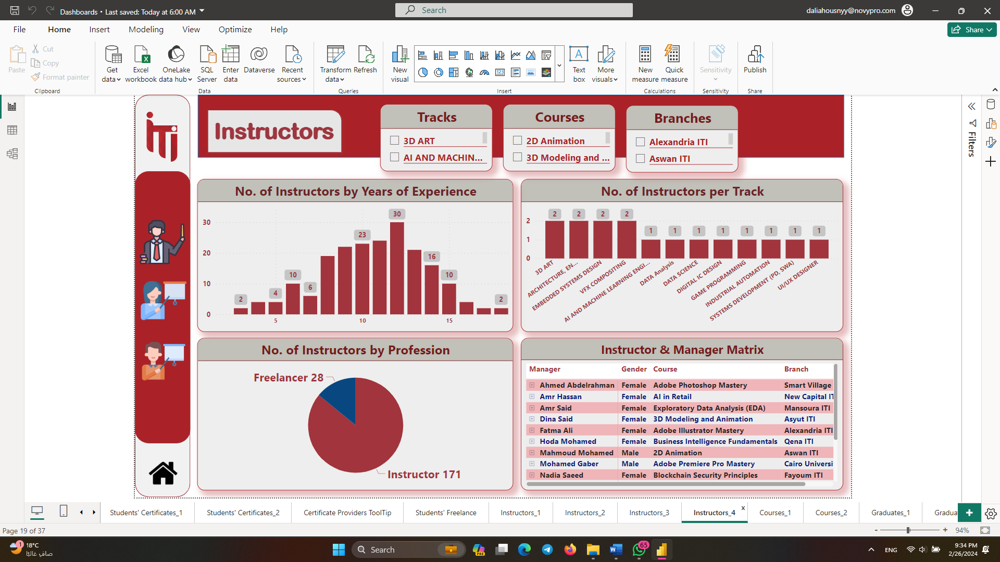 Dashboards • Last saved: Today at 6:00 AM
Search
daliahousnyy@novypro.com
File Home Insert Modeling View Optimize Help
Share
Paste
Cut
Copy
Format painter
Clipboard
Get data
Excel workbook
OneLake data hub
SQL Server
Enter data
Dataverse
Recent sources
Data
Transform data
Refresh
Queries
New visual
Text box
More visuals
Insert
New measure
Quick measure
Calculations
Sensitivity
Sensitivity
Publish
Share
iTi
Instructors
Tracks
3D ART
AI AND MACHIN...
Courses
2D Animation
3D Modeling and ...
Branches
Alexandria ITI
Aswan ITI
Filters
No. of Instructors by Years of Experience
30
20
10
0
2
4
10
6
23
30
16
10
2
5 10 15
No. of Instructors per Track
2
1
0
2 2 2 2 1 1 1 1 1 1 1 1
3D ART
ARCHITECTURE, EN...
EMBEDDED SYSTEMS DESIGN
VFX COMPOSITING
AI AND MACHINE LEARNING ENGI...
DATA Analysis
DATA SCIENCE
DIGITAL IC DESIGN
GAME PROGRAMMING
INDUSTRIAL AUTOMATION
SYSTEMS DEVELOPMENT (PD, SWA)
UI/UX DESIGNER
No. of Instructors by Profession
Freelancer 28
Instructor 171
Instructor & Manager Matrix
Manager Gender Course Branch
Ahmed Abdelrahman Female Adobe Photoshop Mastery Smart Village
Amr Hassan Female AI in Retail New Capital IT
Amr Said Female Exploratory Data Analysis (EDA) Mansoura ITI
Dina Said Female 3D Modeling and Animation Asyut ITI
Fatma Ali Female Adobe Illustrator Mastery Alexandria ITI
Hoda Mohamed Female Business Intelligence Fundamentals Qena ITI
Mahmoud Mohamed Male 2D Animation Aswan ITI
Mohamed Gaber Male Adobe Premiere Pro Mastery Cairo Universi
Nadia Saeed Female Blockchain Security Principles Fayoum ITI
Students' Certificates_1 Students' Certificates_2 Certificate Providers ToolTip Students' Freelance Instructors_1 Instructors_2 Instructors_3 Instructors_4 x Courses_1 Courses_2 Graduates_1 Gradua
Page 19 of 37
- + 94%
1
18°C
صافٍ غالبًا
Search
PRE
65
ENG
9:34 PM
2/26/2024